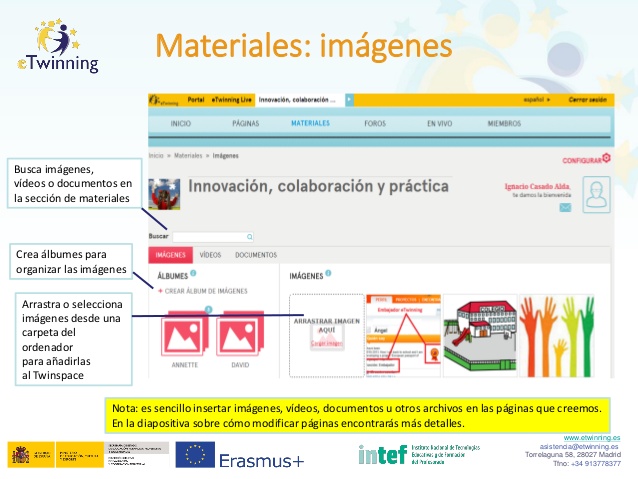 eTwinning
Materiales: imágenes
Portal eTwinning Live Innovación, colaboración ... español Cerrar sesión
INICIO PÁGINAS MATERIALES FOROS EN VIVO MIEMBROS
Inicio » Materiales » Imágenes
CONFIGURAR
Busca imágenes,
vídeos o documentos en
la sección de materiales
Innovación, colaboración y práctica
Ignacio Casado Alda,
te damos la bienvenida
Buscar
IMÁGENES VÍDEOS DOCUMENTOS
Crea álbumes para
organizar las imágenes
ÁLBUMES
IMÁGENES
+ CREAR ÁLBUM DE IMÁGENES
Arrastra o selecciona
imágenes desde una
carpeta del
ordenador
para añadirlas
al Twinspace
ARRASTRAR IMAGEN
AQUÍ
Cargar imagen
Embajador eTwinning
Ángel
COLEGIO
ANNETTE DAVID
Nota: es sencillo insertar imágenes, vídeos, documentos u otros archivos en las páginas que creemos.
En la diapositiva sobre cómo modificar páginas encontrarás más detalles.
www.etwinning.es
asistencia@etwinning.es
Torrelaguna 58, 28027 Madrid
Tfno: +34 913778377
Erasmus+
intef
Instituto Nacional de Tecnologías
Educativas y de Formación
del Profesorado